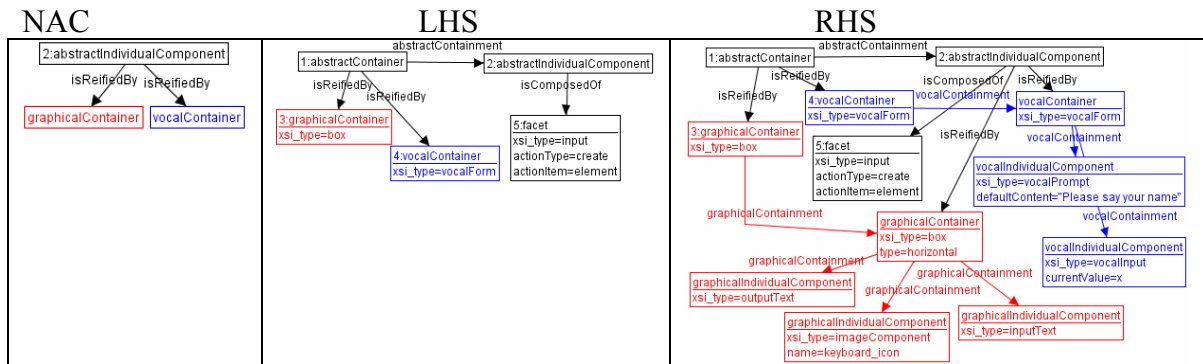 NAC
LHS
RHS
2:abstractIndividualComponent
isReifiedBy
isReifiedBy
graphicalContainer
vocalContainer
abstractContainment
1:abstractContainer
2:abstractIndividualComponent
isReifiedBy
isReifiedBy
isComposedOf
3:graphicalContainer
xsi_type=box
4:vocalContainer
xsi_type=vocalForm
5:facet
xsi_type=input
actionType=create
actionItem=element
abstractContainment
1:abstractContainer
2:abstractIndividualComponent
isReifiedBy
isComposedOf
isReifiedBy
vocalContainment
isReifiedBy
4:vocalContainer
xsi_type=vocalForm
vocalContainer
xsi_type=vocalForm
3:graphicalContainer
xsi_type=box
isReifiedBy
vocalContainment
5:facet
xsi_type=input
actionType=create
actionItem=element
vocalIndividualComponent
xsi_type=vocalPrompt
defaultContent="Please say your name"
graphicalContainment
vocalContainment
graphicalContainer
xsi_type=box
type=horizontal
vocalIndividualComponent
xsi_type=vocalInput
currentValue=x
graphicalContainment
graphicalContainment
graphicalContainment
graphicalIndividualComponent
xsi_type=outputText
graphicalIndividualComponent
xsi_type=imageComponent
name=keyboard_icon
graphicalIndividualComponent
xsi_type=inputText